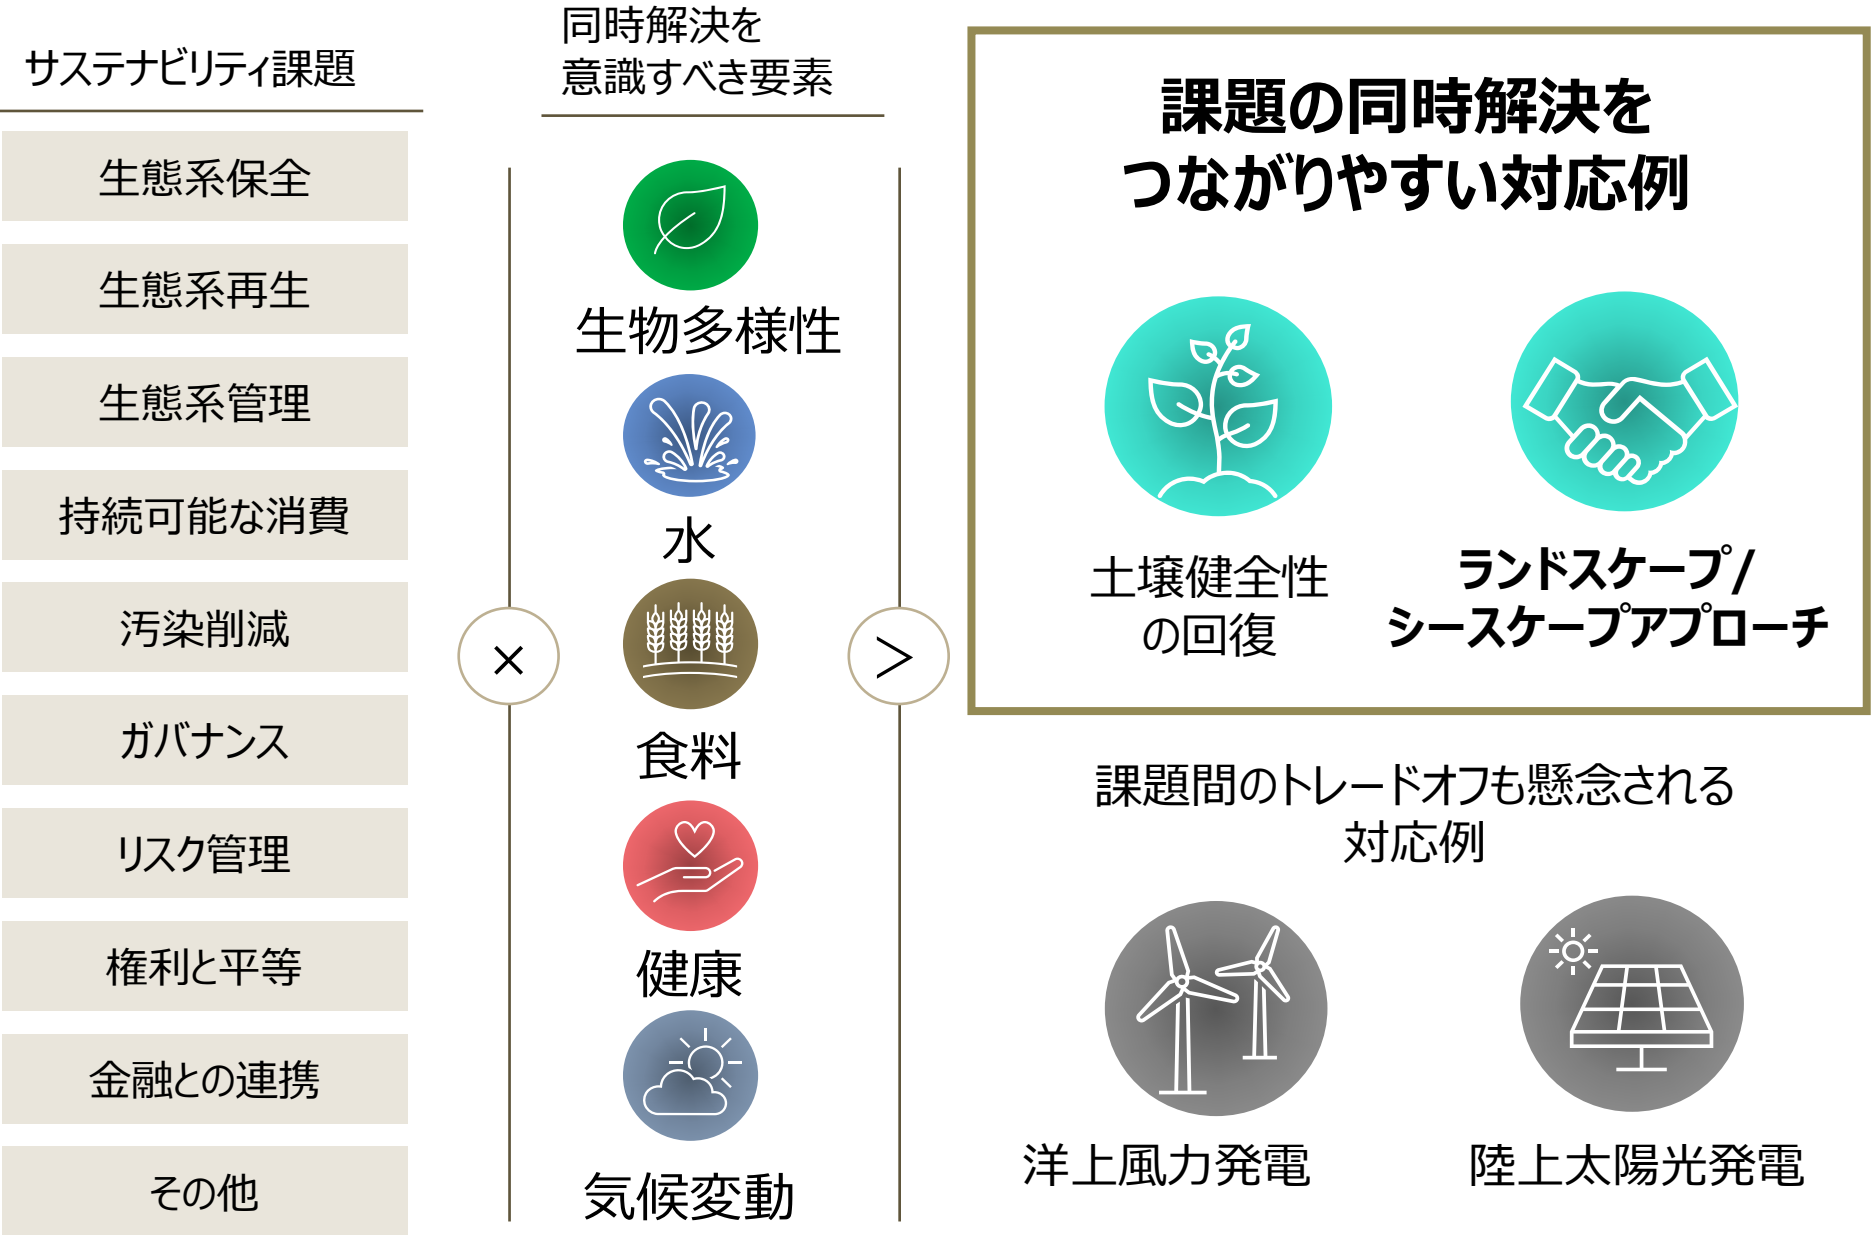 サステナビリティ課題
生態系保全
生態系再生
生態系管理
持続可能な消費
汚染削減
ガバナンス
リスク管理
権利と平等
金融との連携
その他
×
同時解決を
意識すべき要素
生物多様性
水
食料
健康
気候変動
>
課題の同時解決を
つながりやすい対応例
土壌健全性
の回復
ランドスケープ/
シースケープアプローチ
課題間のトレードオフも懸念される
対応例
洋上風力発電
陸上太陽光発電